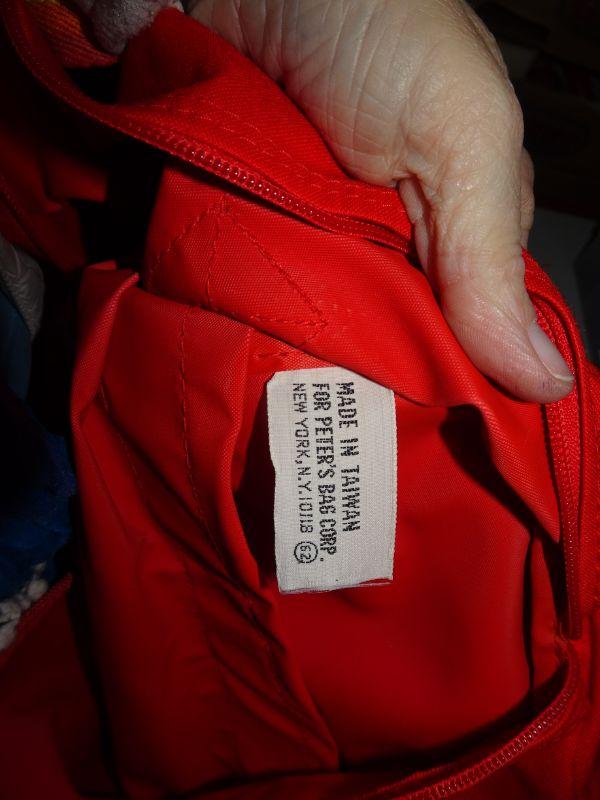 MADE IN TAIWAN
FOR PETER'S BAG CORP.
NEW YORK, N.Y. 10118 62